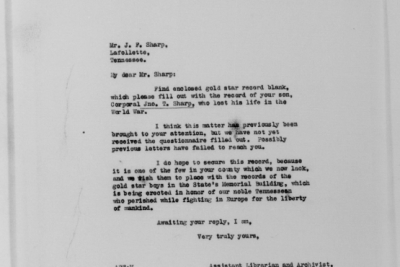 Mr. J. F. Sharp,
Lafollette,
Tennessee.
My dear Mr. Sharp:
Find enclosed gold star record blank,
which please fill out with the record of your son,
Corporal Jno. T. Sharp, who lost his life in the
World War.
I think this matter has previously been
brought to your attention, but we have not yet
received the questionnaire filled out. Possibly
previous letters have failed to reach you.
I do hope to secure this record, because
it is one of the few in your county which we now lack,
and we wish them to place with the records of the
gold star boys in the State's Memorial Building, which
is being erected in honor of our noble Tennessean
who perished while fighting in Europe for the liberty
of mankind.
Awaiting your reply, I am,
Very truly yours,
Assistant Librarian and Archivist.